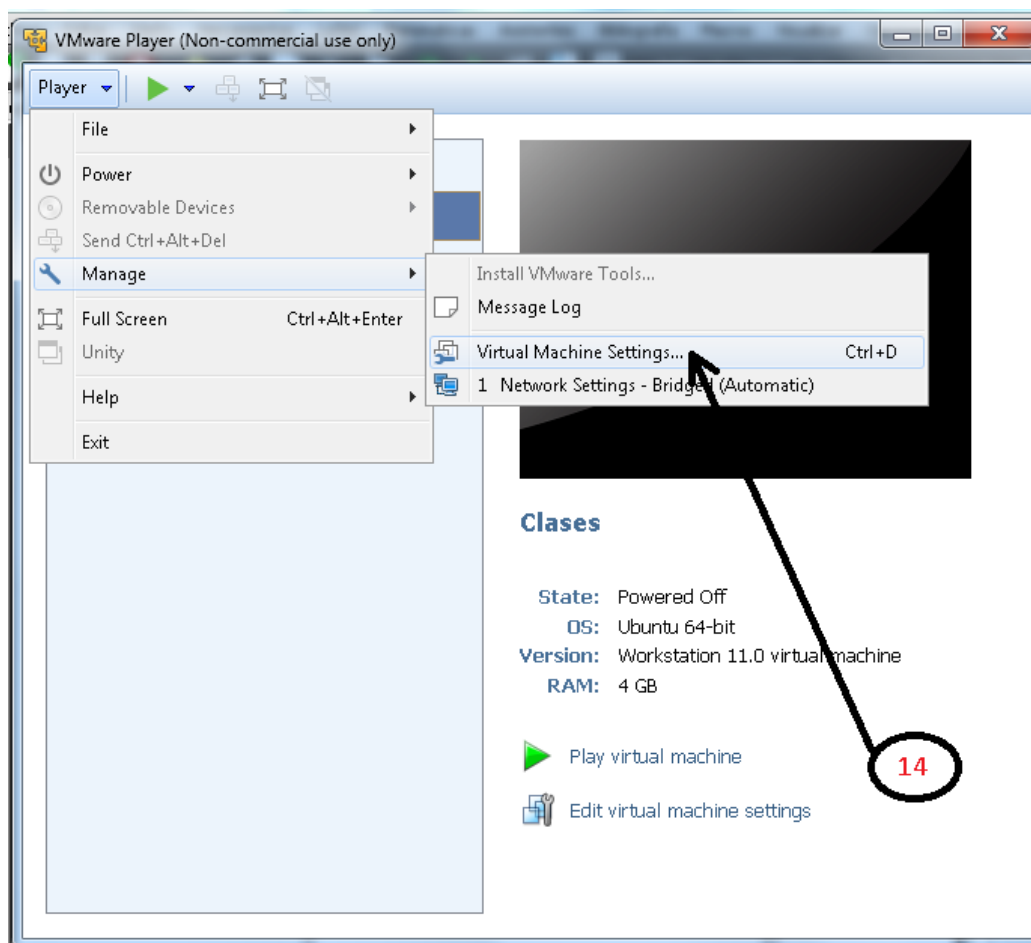 VMware Player (Non-commercial use only)
Player
File
Power
Removable Devices
Send Ctrl+Alt+Del
Manage
Install VMware Tools...
Message Log
Full Screen Ctrl+Alt+Enter
Unity
Virtual Machine Settings... Ctrl+D
1 Network Settings - Bridged (Automatic)
Help
Exit
Clases
State: Powered Off
OS: Ubuntu 64-bit
Version: Workstation 11.0 virtual machine
RAM: 4 GB
Play virtual machine
14
Edit virtual machine settings